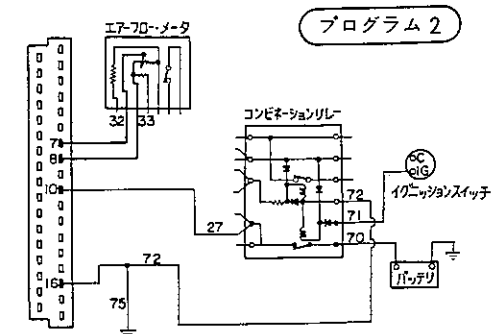 プログラム 2
エアーフロー・メータ
32 33
7
8
10
コンビネーションリレー
C
iG
イグニッションスイッチ
72
71
27
70
16
72
75
バッテリ